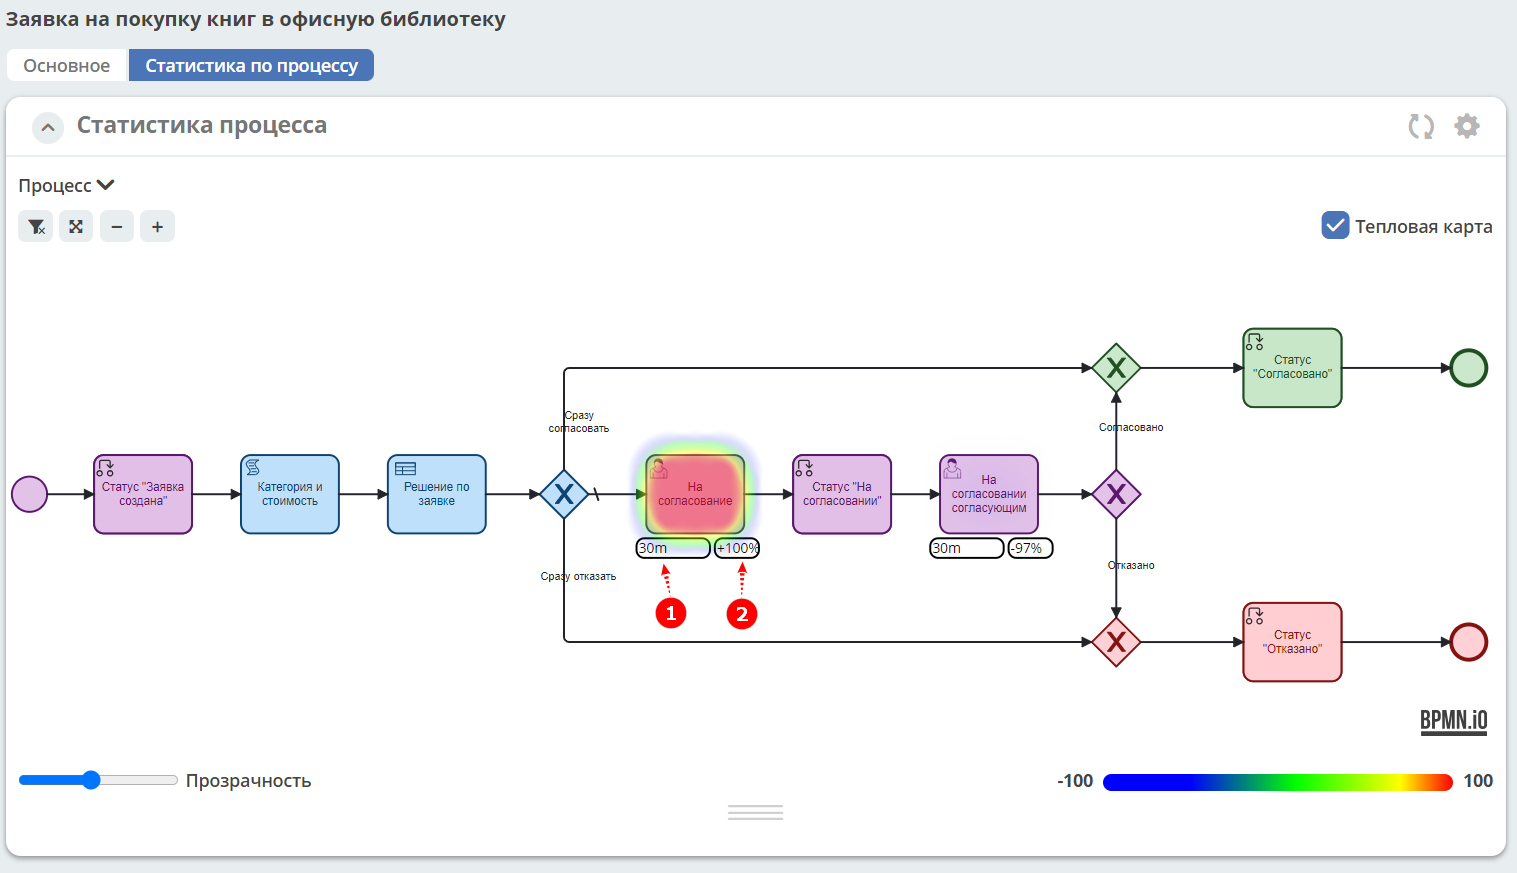 Заявка на покупку книг в офисную библиотеку
Основное
Статистика по процессу
Статистика процесса
Процесс
Тепловая карта
Статус "Заявка
создана"
Категория и
стоимость
Решение по
заявке
X
Сразу
согласовать
Сразу отказать
На
согласование
30m
+100%
1
2
Статус "На
согласовании"
На
согласовании
согласующим
30m
-97%
X
Согласовано
Отказано
X
Статус
"Согласовано"
X
Статус
"Отказано"
BPMN.iO
Прозрачность
-100
100